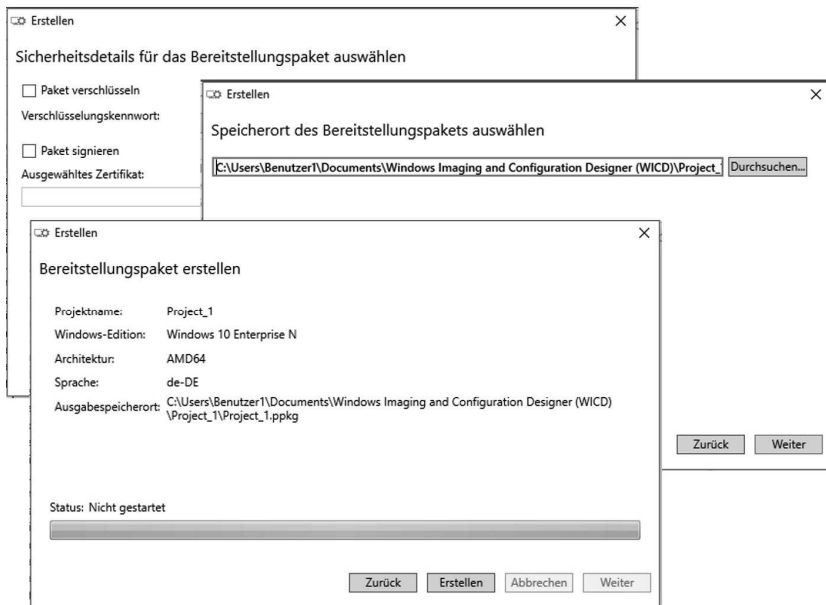 Erstellen
Sicherheitsdetails für das Bereitstellungspaket auswählen
Paket verschlüsseln
Verschlüsselungskennwort:
Paket signieren
Ausgewähltes Zertifikat:
Erstellen
Speicherort des Bereitstellungspakets auswählen
C:\Users\Benutzer1\Documents\Windows Imaging and Configuration Designer (WICD)\Project_
Durchsuchen...
Zurück
Weiter
Erstellen
Bereitstellungspaket erstellen
Projektname: Project_1
Windows-Edition: Windows 10 Enterprise N
Architektur: AMD64
Sprache: de-DE
Ausgabespeicherort: C:\Users\Benutzer1\Documents\Windows Imaging and Configuration Designer (WICD)
\Project_1\Project_1.ppkg
Status: Nicht gestartet
Zurück
Erstellen
Abbrechen
Weiter